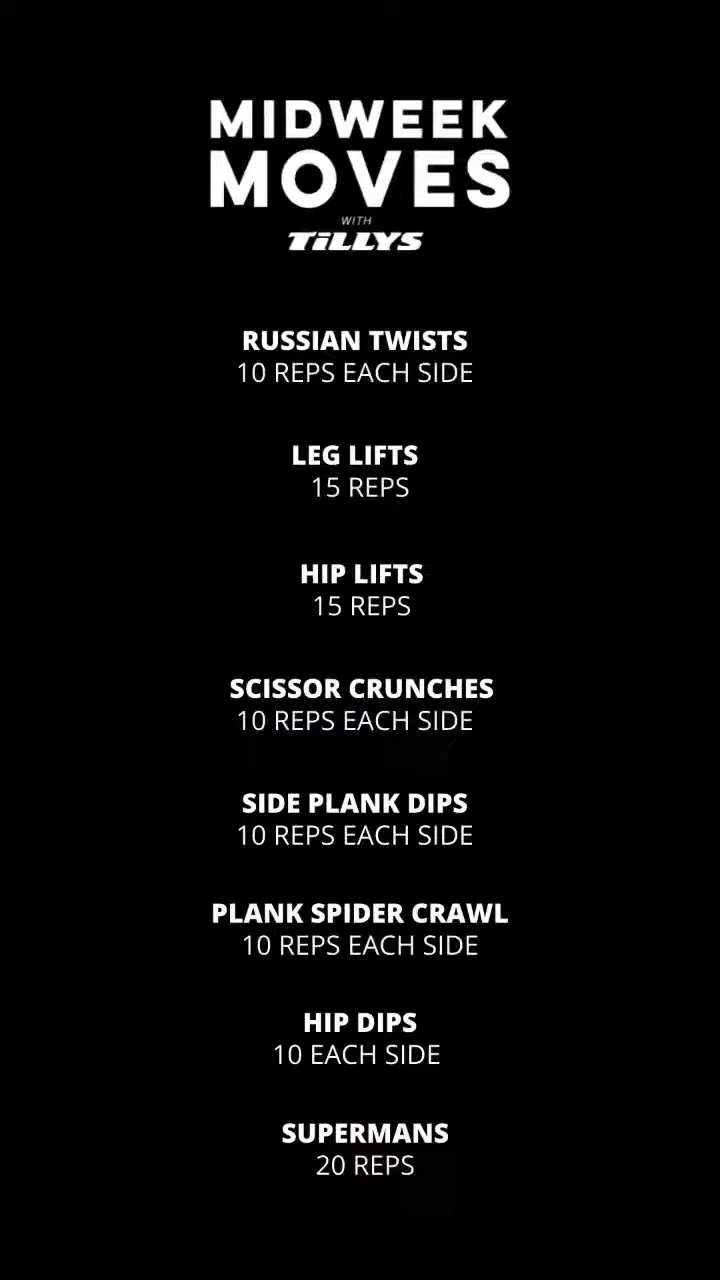 MIDWEEK
MOVES
WITH
TILLYS
RUSSIAN TWISTS
10 REPS EACH SIDE
LEG LIFTS
15 REPS
HIP LIFTS
15 REPS
SCISSOR CRUNCHES
10 REPS EACH SIDE
SIDE PLANK DIPS
10 REPS EACH SIDE
PLANK SPIDER CRAWL
10 REPS EACH SIDE
HIP DIPS
10 EACH SIDE
SUPERMANS
20 REPS